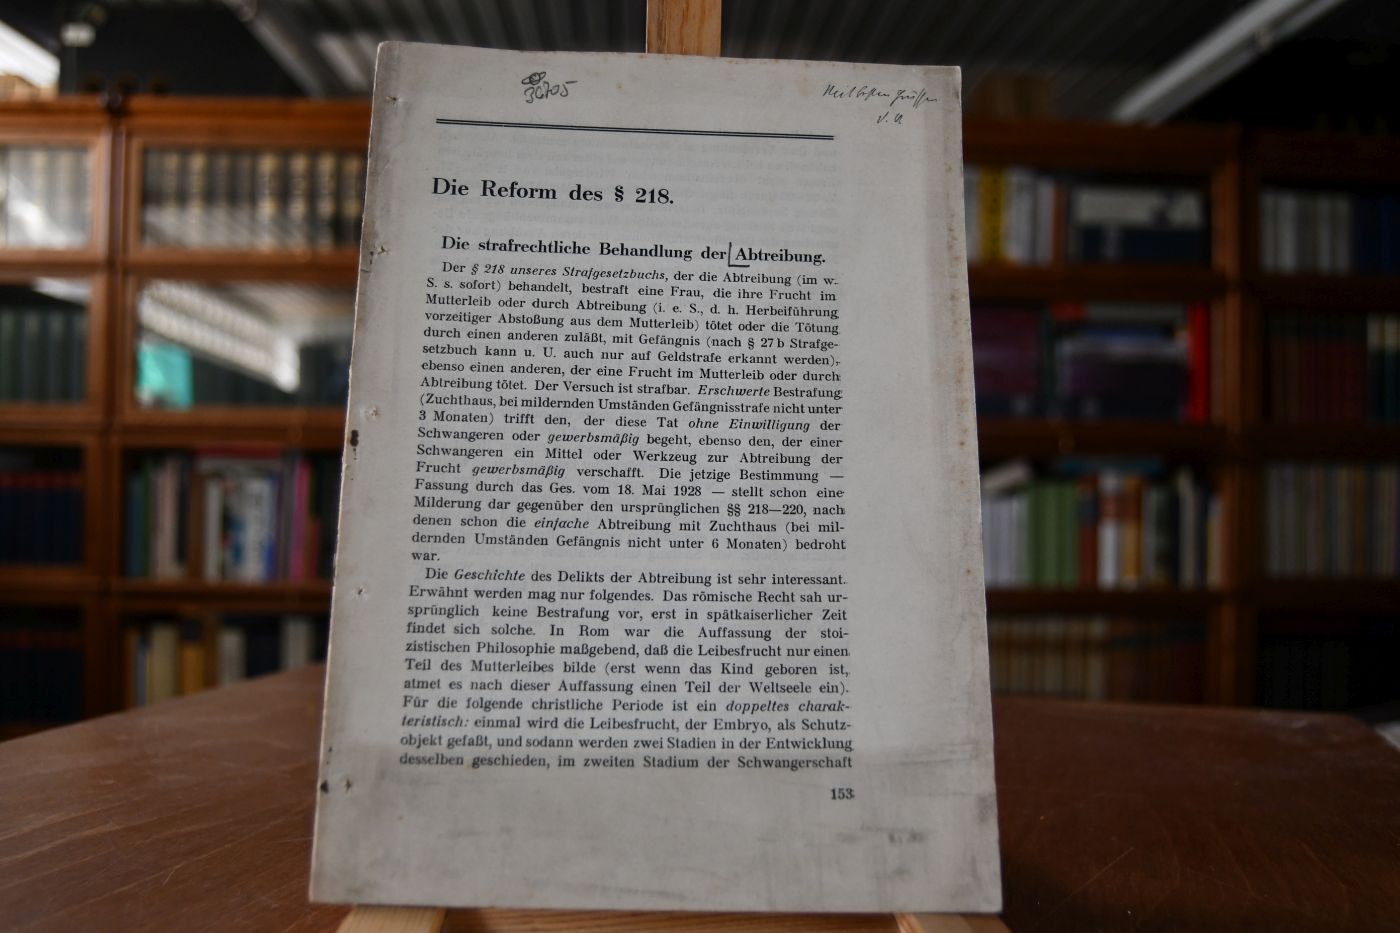 30705
Mit besten Grüßen
Die Reform des § 218.
Die strafrechtliche Behandlung der Abtreibung.
Der § 218 unseres Strafgesetzbuchs, der die Abtreibung (im w.
S. s. sofort) behandelt, bestraft eine Frau, die ihre Frucht im
Mutterleib oder durch Abtreibung (i. e. S., d. h. Herbeiführung
vorzeitiger Abstoßung aus dem Mutterleib) tötet oder die Tötung
durch einen anderen zuläßt, mit Gefängnis (nach § 27 b Strafge-
setzbuch kann u. U. auch nur auf Geldstrafe erkannt werden),
ebenso einen anderen, der eine Frucht im Mutterleib oder durch
Abtreibung tötet. Der Versuch ist strafbar. Erschwerte Bestrafung
(Zuchthaus, bei mildernden Umständen Gefängnisstrafe nicht unter
3 Monaten) trifft den, der diese Tat ohne Einwilligung der
Schwangeren oder gewerbsmäßig begeht, ebenso den, der einer
Schwangeren ein Mittel oder Werkzeug zur Abtreibung der
Frucht gewerbsmäßig verschafft. Die jetzige Bestimmung —
Fassung durch das Ges. vom 18. Mai 1928 — stellt schon eine
Milderung dar gegenüber den ursprünglichen §§ 218—220, nach
denen schon die einfache Abtreibung mit Zuchthaus (bei mil-
dernden Umständen Gefängnis nicht unter 6 Monaten) bedroht
war.
Die Geschichte des Delikts der Abtreibung ist sehr interessant.
Erwähnt werden mag nur folgendes. Das römische Recht sah ur-
sprünglich keine Bestrafung vor, erst in spätkaiserlicher Zeit
findet sich solche. In Rom war die Auffassung der stoi-
zistischen Philosophie maßgebend, daß die Leibesfrucht nur einen
Teil des Mutterleibes bilde (erst wenn das Kind geboren ist,
atmet es nach dieser Auffassung einen Teil der Weltseele ein).
Für die folgende christliche Periode ist ein doppeltes charak-
teristisch: einmal wird die Leibesfrucht, der Embryo, als Schutz-
objekt gefaßt, und sodann werden zwei Stadien in der Entwicklung
desselben geschieden, im zweiten Stadium der Schwangerschaft
153